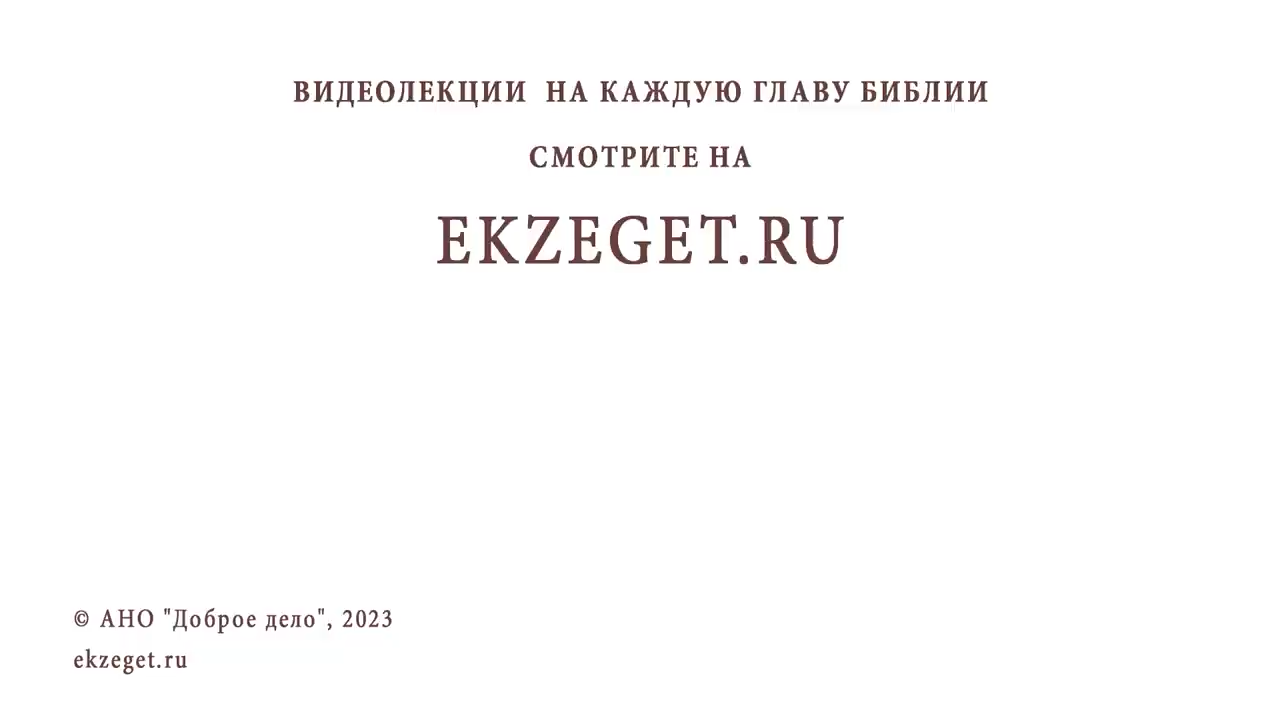 ВИДЕОЛЕКЦИИ НА КАЖДУЮ ГЛАВУ БИБЛИИ
СМОТРИТЕ НА
EKZEGET.RU
© АНО "Доброе дело", 2023
ekzeget.ru